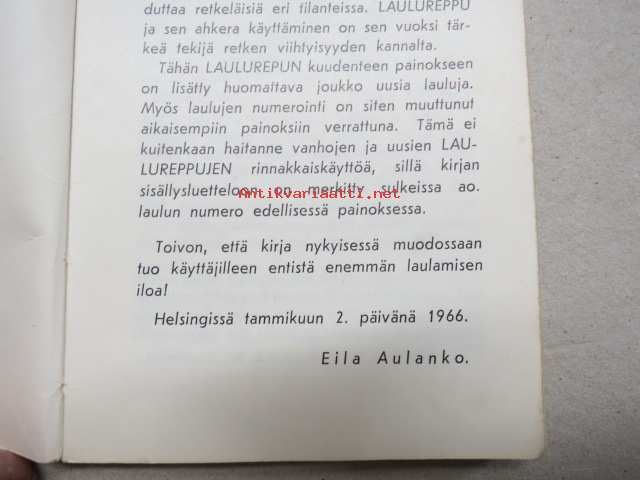 duttaa retkeläisiä eri tilanteissa. LAULUREPPU
ja sen ahkera käyttäminen on sen vuoksi tär-
keä tekijä retken viihtyisyyden kannalta.
Tähän LAULUREPUN kuudenteen painokseen
on lisätty huomattava joukko uusia lauluja.
Myös laulujen numerointi on siten muuttunut
aikaisempiin painoksiin verrattuna. Tämä ei
kuitenkaan haitanne vanhojen ja uusien LAU-
LUREPPUJEN rinnakkaiskäyttöä, sillä kirjan
sisällysluetteloon on merkitty sulkeissa ao.
Antikvariaatti.net
laulun numero edellisessä painoksessa.
Toivon, että kirja nykyisessä muodossaan
tuo käyttäjilleen entistä enemmän laulamisen
iloa!
Helsingissä tammikuun 2. päivänä 1966.
Eila Aulanko.